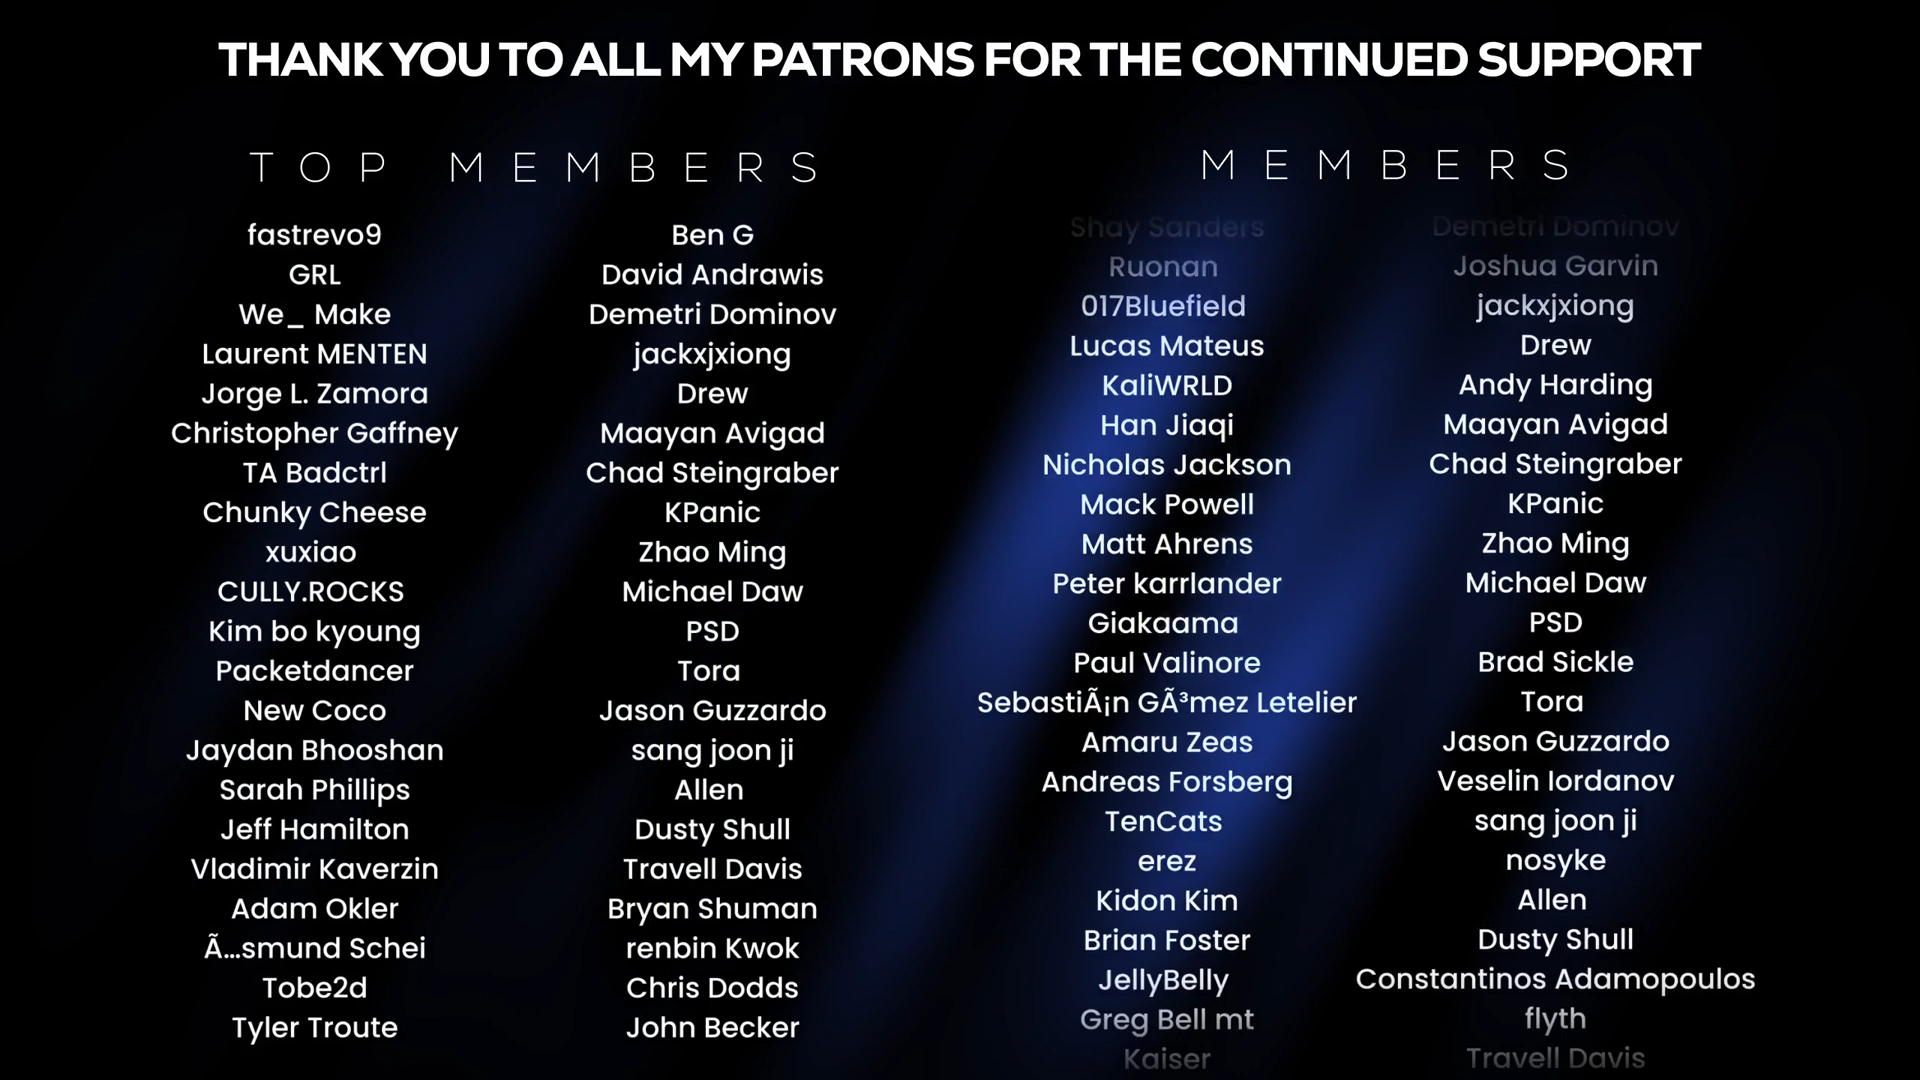 THANK YOU TO ALL MY PATRONS FOR THE CONTINUED SUPPORT
TOP MEMBERS
fastrevo9
GRL
We_ Make
Laurent MENTEN
Jorge L. Zamora
Christopher Gaffney
TA Badctrl
Chunky Cheese
xuxiao
CULLY.ROCKS
Kim bo kyoung
Packetdancer
New Coco
Jaydan Bhooshan
Sarah Phillips
Jeff Hamilton
Vladimir Kaverzin
Adam Okler
Ã…smund Schei
Tobe2d
Tyler Troute
Ben G
David Andrawis
Demetri Dominov
jackxjxiong
Drew
Maayan Avigad
Chad Steingraber
KPanic
Zhao Ming
Michael Daw
PSD
Tora
Jason Guzzardo
sang joon ji
Allen
Dusty Shull
Travell Davis
Bryan Shuman
renbin Kwok
Chris Dodds
John Becker
MEMBERS
Shay Sanders
Ruonan
017Bluefield
Lucas Mateus
KaliWRLD
Han Jiaqi
Nicholas Jackson
Mack Powell
Matt Ahrens
Peter karrlander
Giakaama
Paul Valinore
SebastiÃ¡n GÃ³mez Letelier
Amaru Zeas
Andreas Forsberg
TenCats
erez
Kidon Kim
Brian Foster
JellyBelly
Greg Bell mt
Kaiser
Demetri Dominov
Joshua Garvin
jackxjxiong
Drew
Andy Harding
Maayan Avigad
Chad Steingraber
KPanic
Zhao Ming
Michael Daw
PSD
Brad Sickle
Tora
Jason Guzzardo
Veselin Iordanov
sang joon ji
nosyke
Allen
Dusty Shull
Constantinos Adamopoulos
flyth
Travell Davis